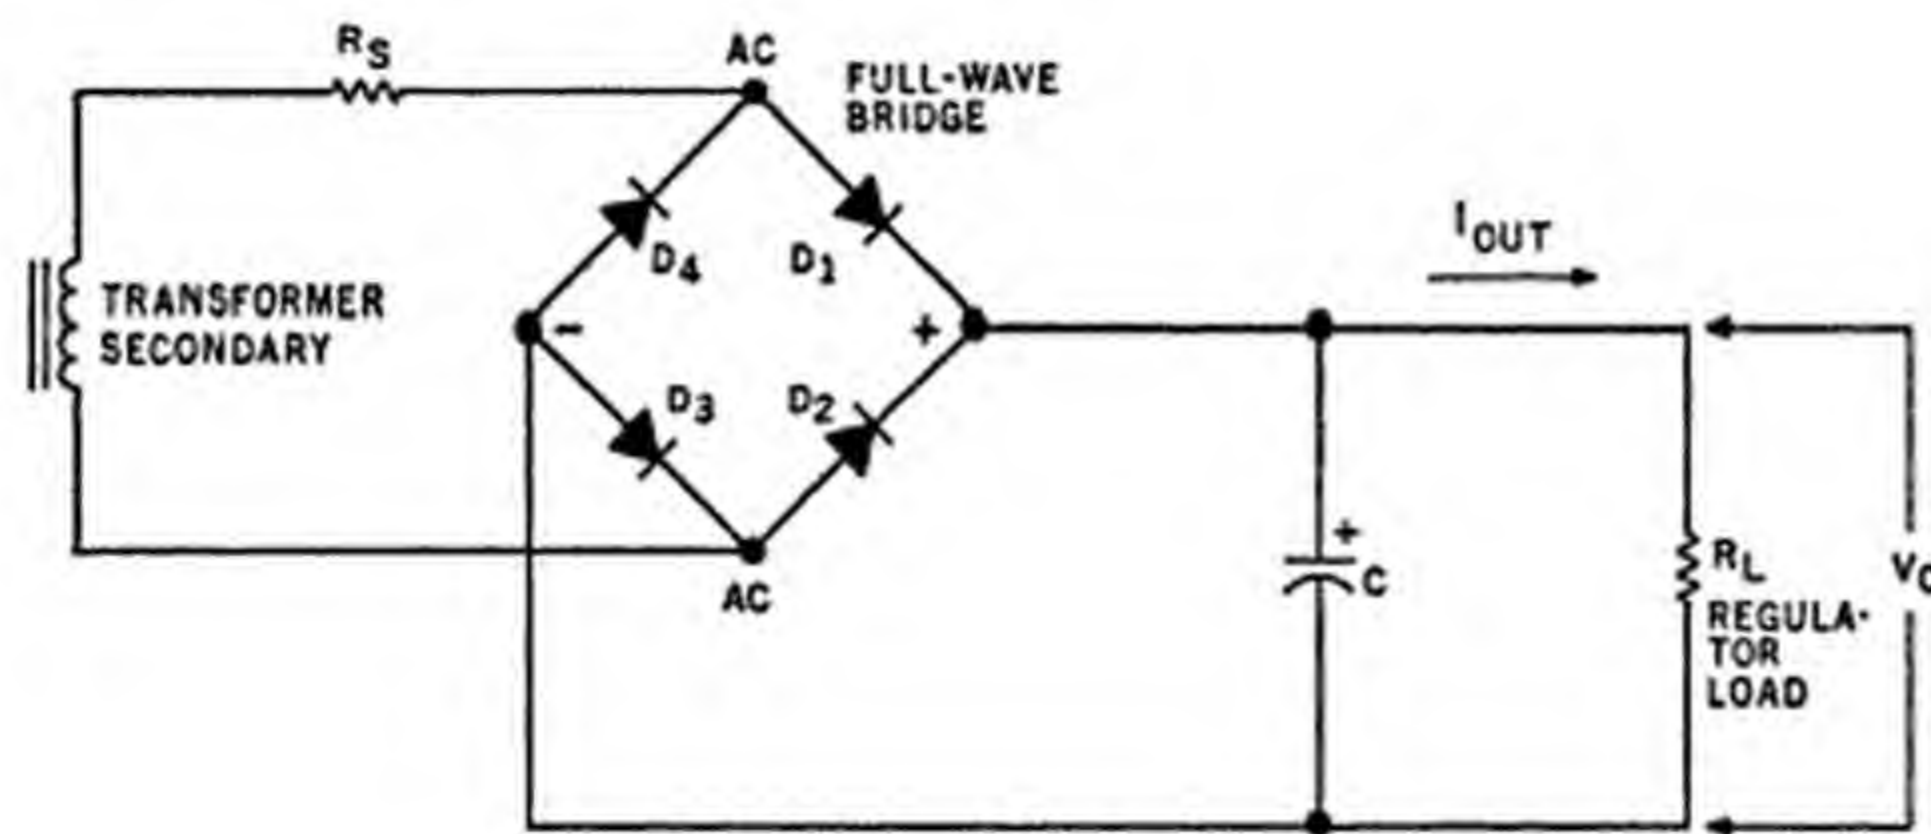 RS
AC
FULL-WAVE
BRIDGE
IOUT
D4
D1
TRANSFORMER
SECONDARY
-
+
D3
D2
+
C
AC
RL
REGULA-
TOR
LOAD